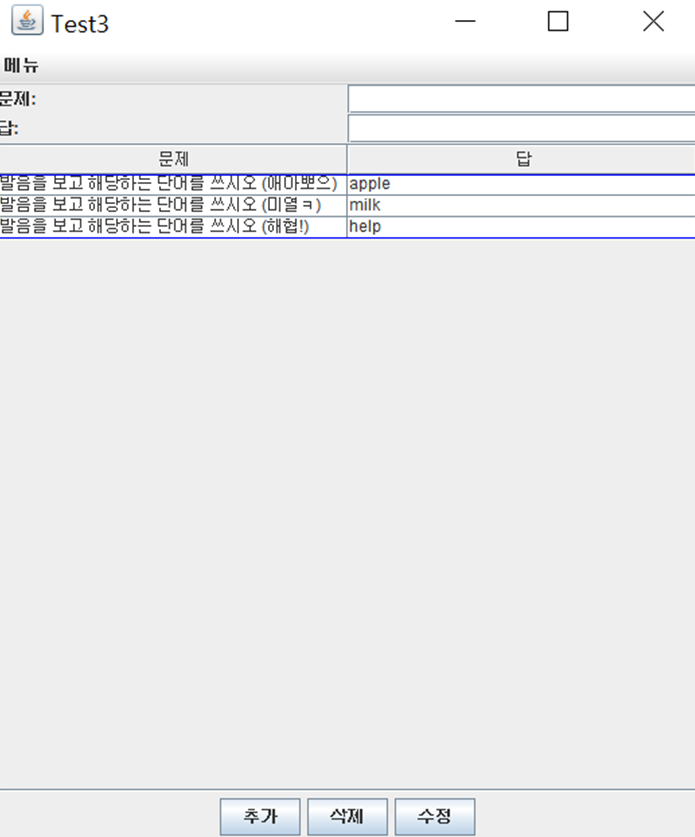 Test3
메뉴
문제:
답:
문제 답
발음을 보고 해당하는 단어를 쓰시오 (애아뽀으) apple
발음을 보고 해당하는 단어를 쓰시오 (미열ㅋ) milk
발음을 보고 해당하는 단어를 쓰시오 (해협!) help
추가 삭제 수정